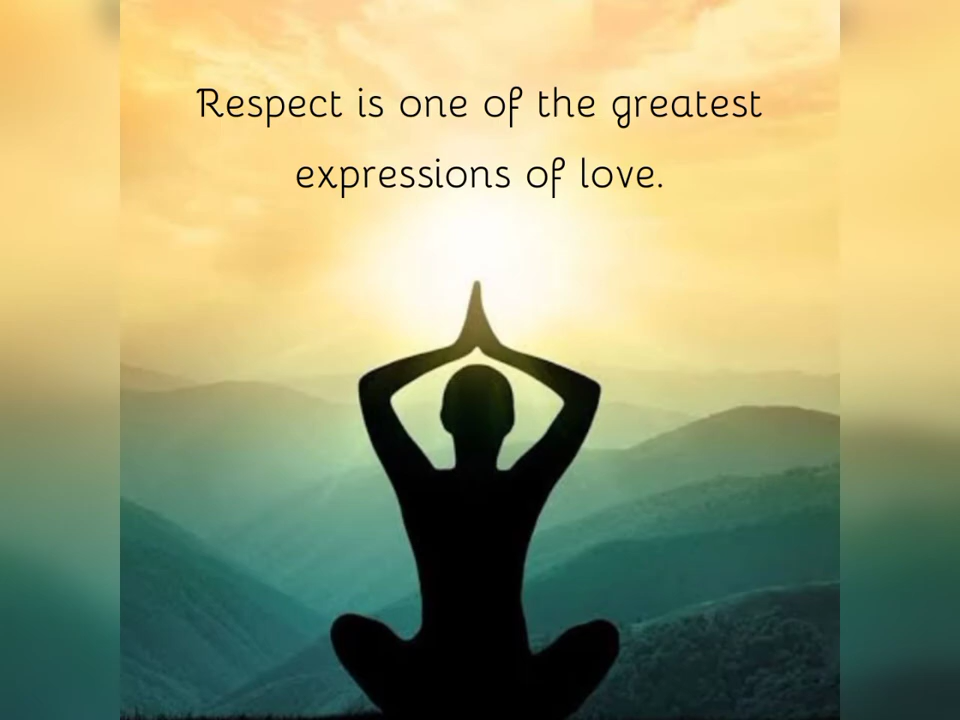 Respect is one of the greatest
expressions of love.